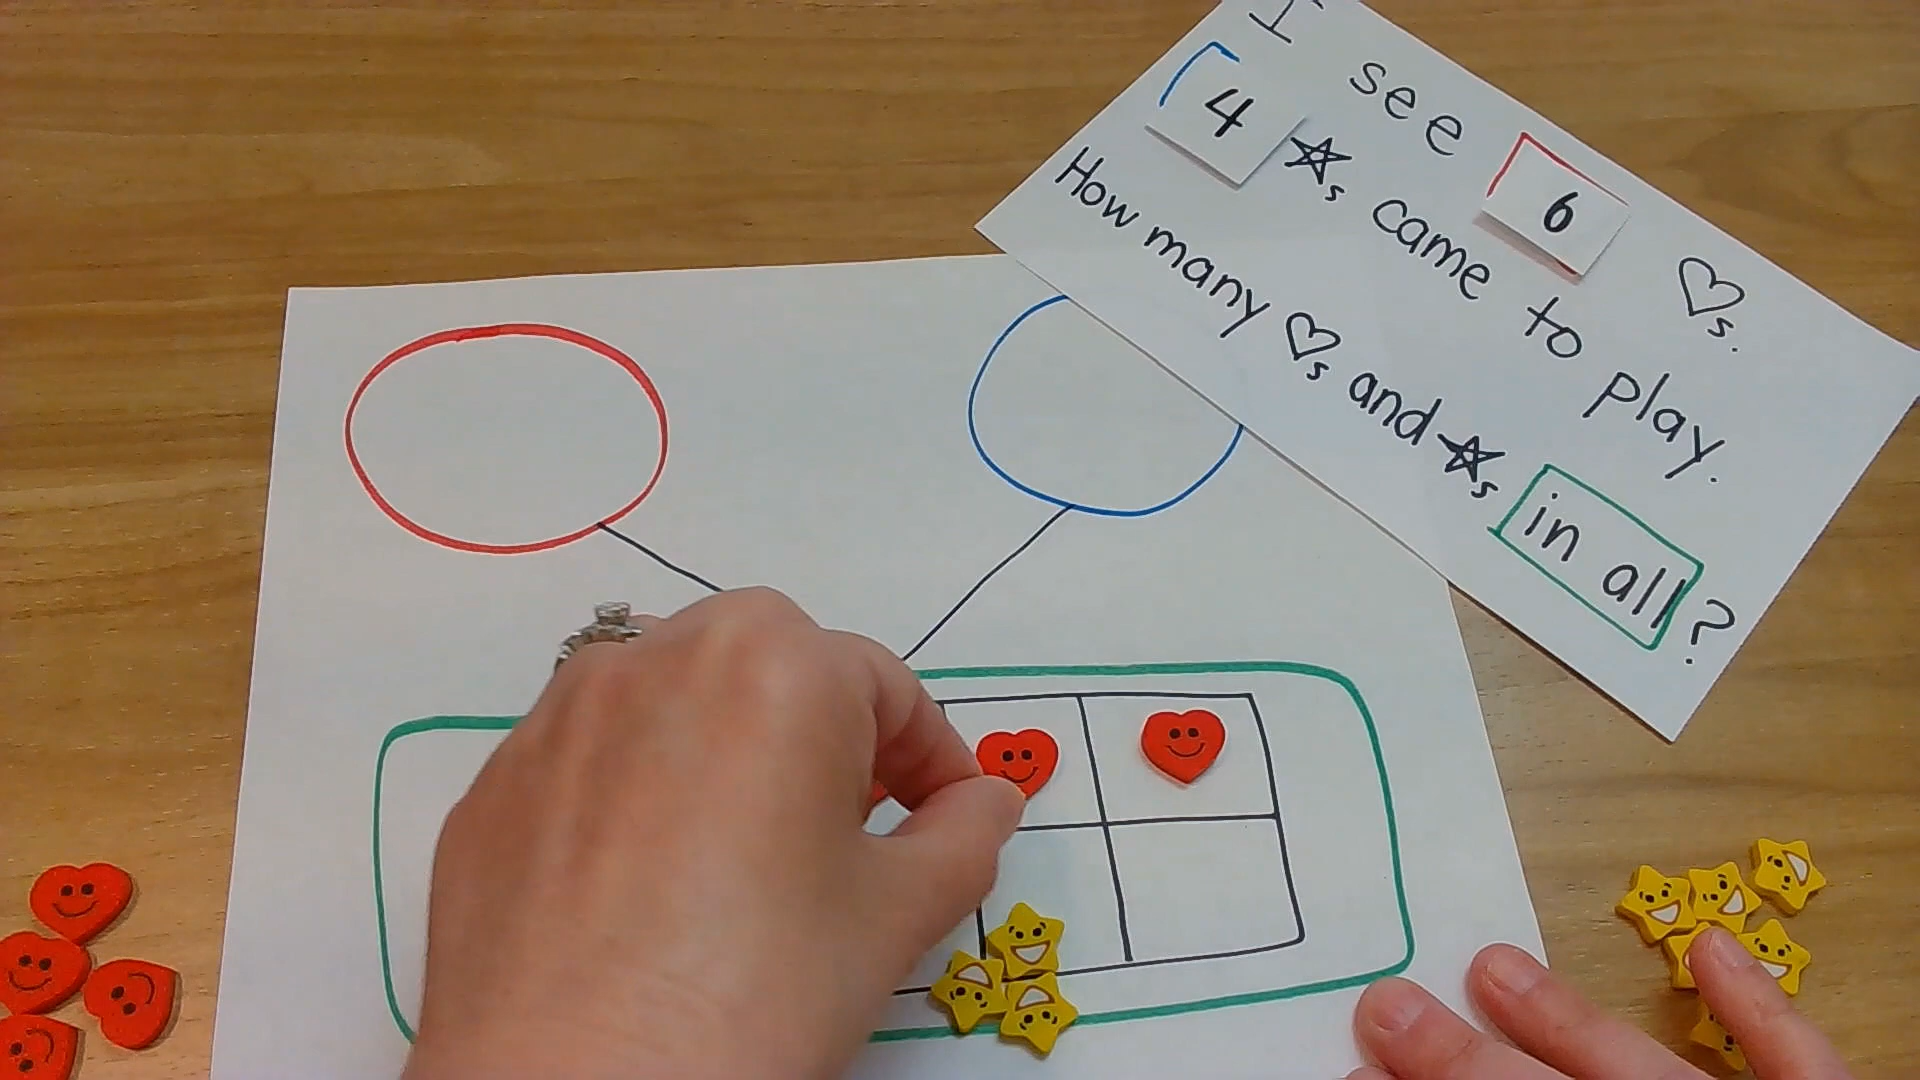 I see 6 ♡s.
4 ☆s came to play.
How many ♡s and ☆s in all?